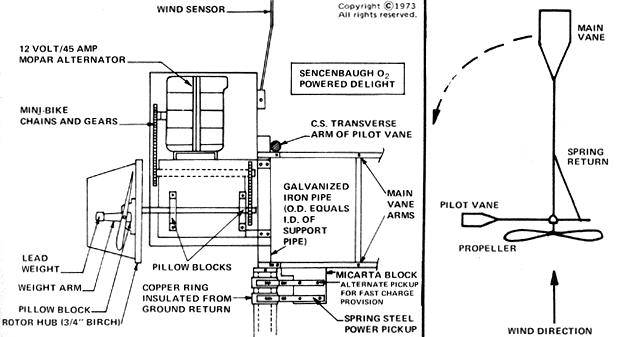 WIND SENSOR
Copyright ©1973
All rights reserved.
12 VOLT/45 AMP
MOPAR ALTERNATOR
SENCENBAUGH O2
POWERED DELIGHT
MINI-BIKE
CHAINS AND GEARS
C.S. TRANSVERSE
ARM OF PILOT VANE
GALVANIZED
IRON PIPE
(O.D. EQUALS
I.D. OF
SUPPORT
PIPE)
MAIN
VANE
ARMS
LEAD
WEIGHT
WEIGHT ARM
PILLOW BLOCK
ROTOR HUB (3/4" BIRCH)
PILLOW BLOCKS
COPPER RING
INSULATED FROM
GROUND RETURN
MICARTA BLOCK
ALTERNATE PICKUP
FOR FAST CHARGE
PROVISION
SPRING STEEL
POWER PICKUP
MAIN
VANE
SPRING
RETURN
PILOT VANE
PROPELLER
WIND DIRECTION